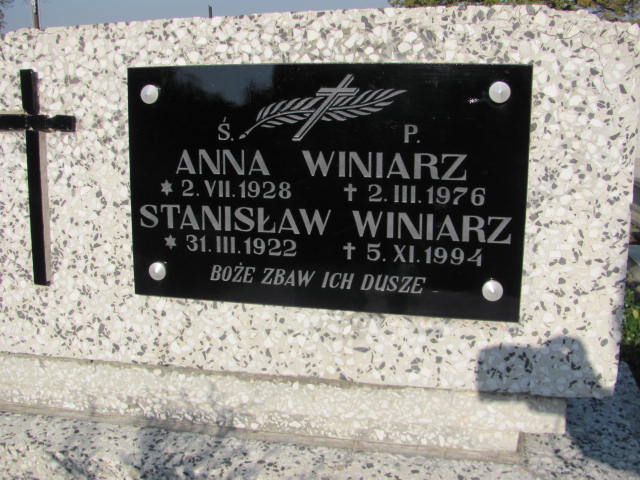 Ś. P.
ANNA WINIARZ
✶ 2. VII. 1928 ✝ 2. III. 1976
STANISŁAW WINIARZ
✶ 31. III. 1922 ✝ 5. XI. 1994
BOŻE ZBAW ICH DUSZE